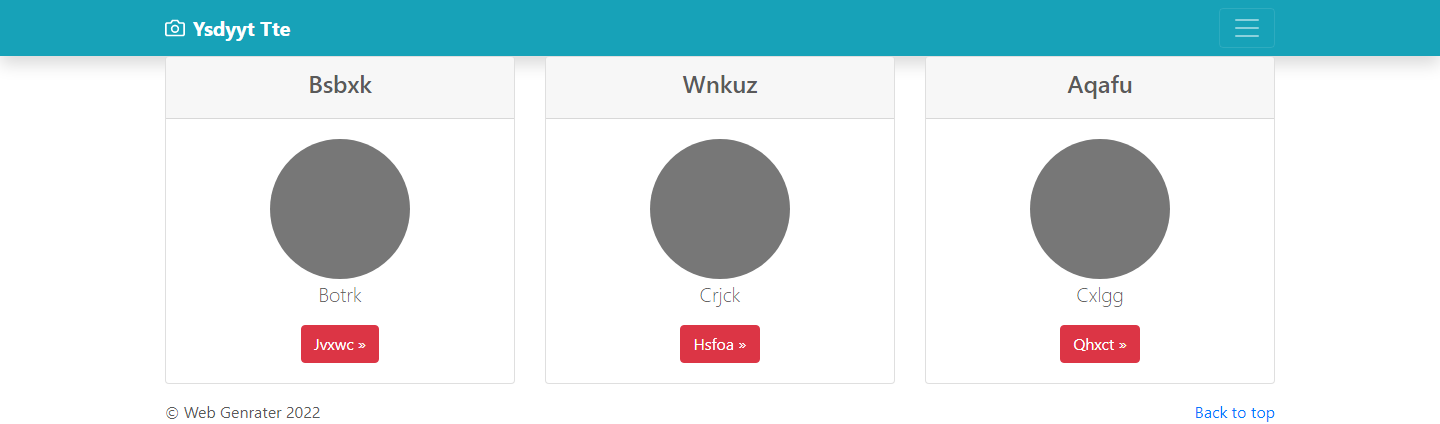 Ysdyyt Tte
Bsbxk
Wnkuz
Aqafu
Botrk
Crjck
Cxlgg
Jvxwc »
Hsfoa »
Qhxct »
© Web Genrater 2022
Back to top